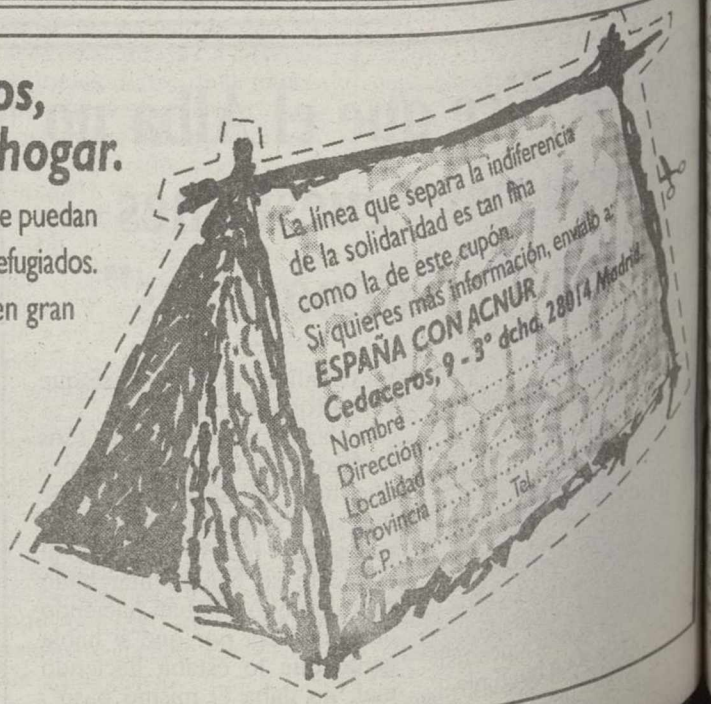 os,
hogar.
e puedan
efugiados.
en gran
La línea que separa la indiferencia
de la solidaridad es tan fina
como la de este cupón.
Si quieres más información, envíalo a:
ESPAÑA CON ACNUR
Cedaceros, 9 - 3º dchd. 28014 Madrid.
Nombre
Dirección
Localidad
Provincia
C.P. Tel.